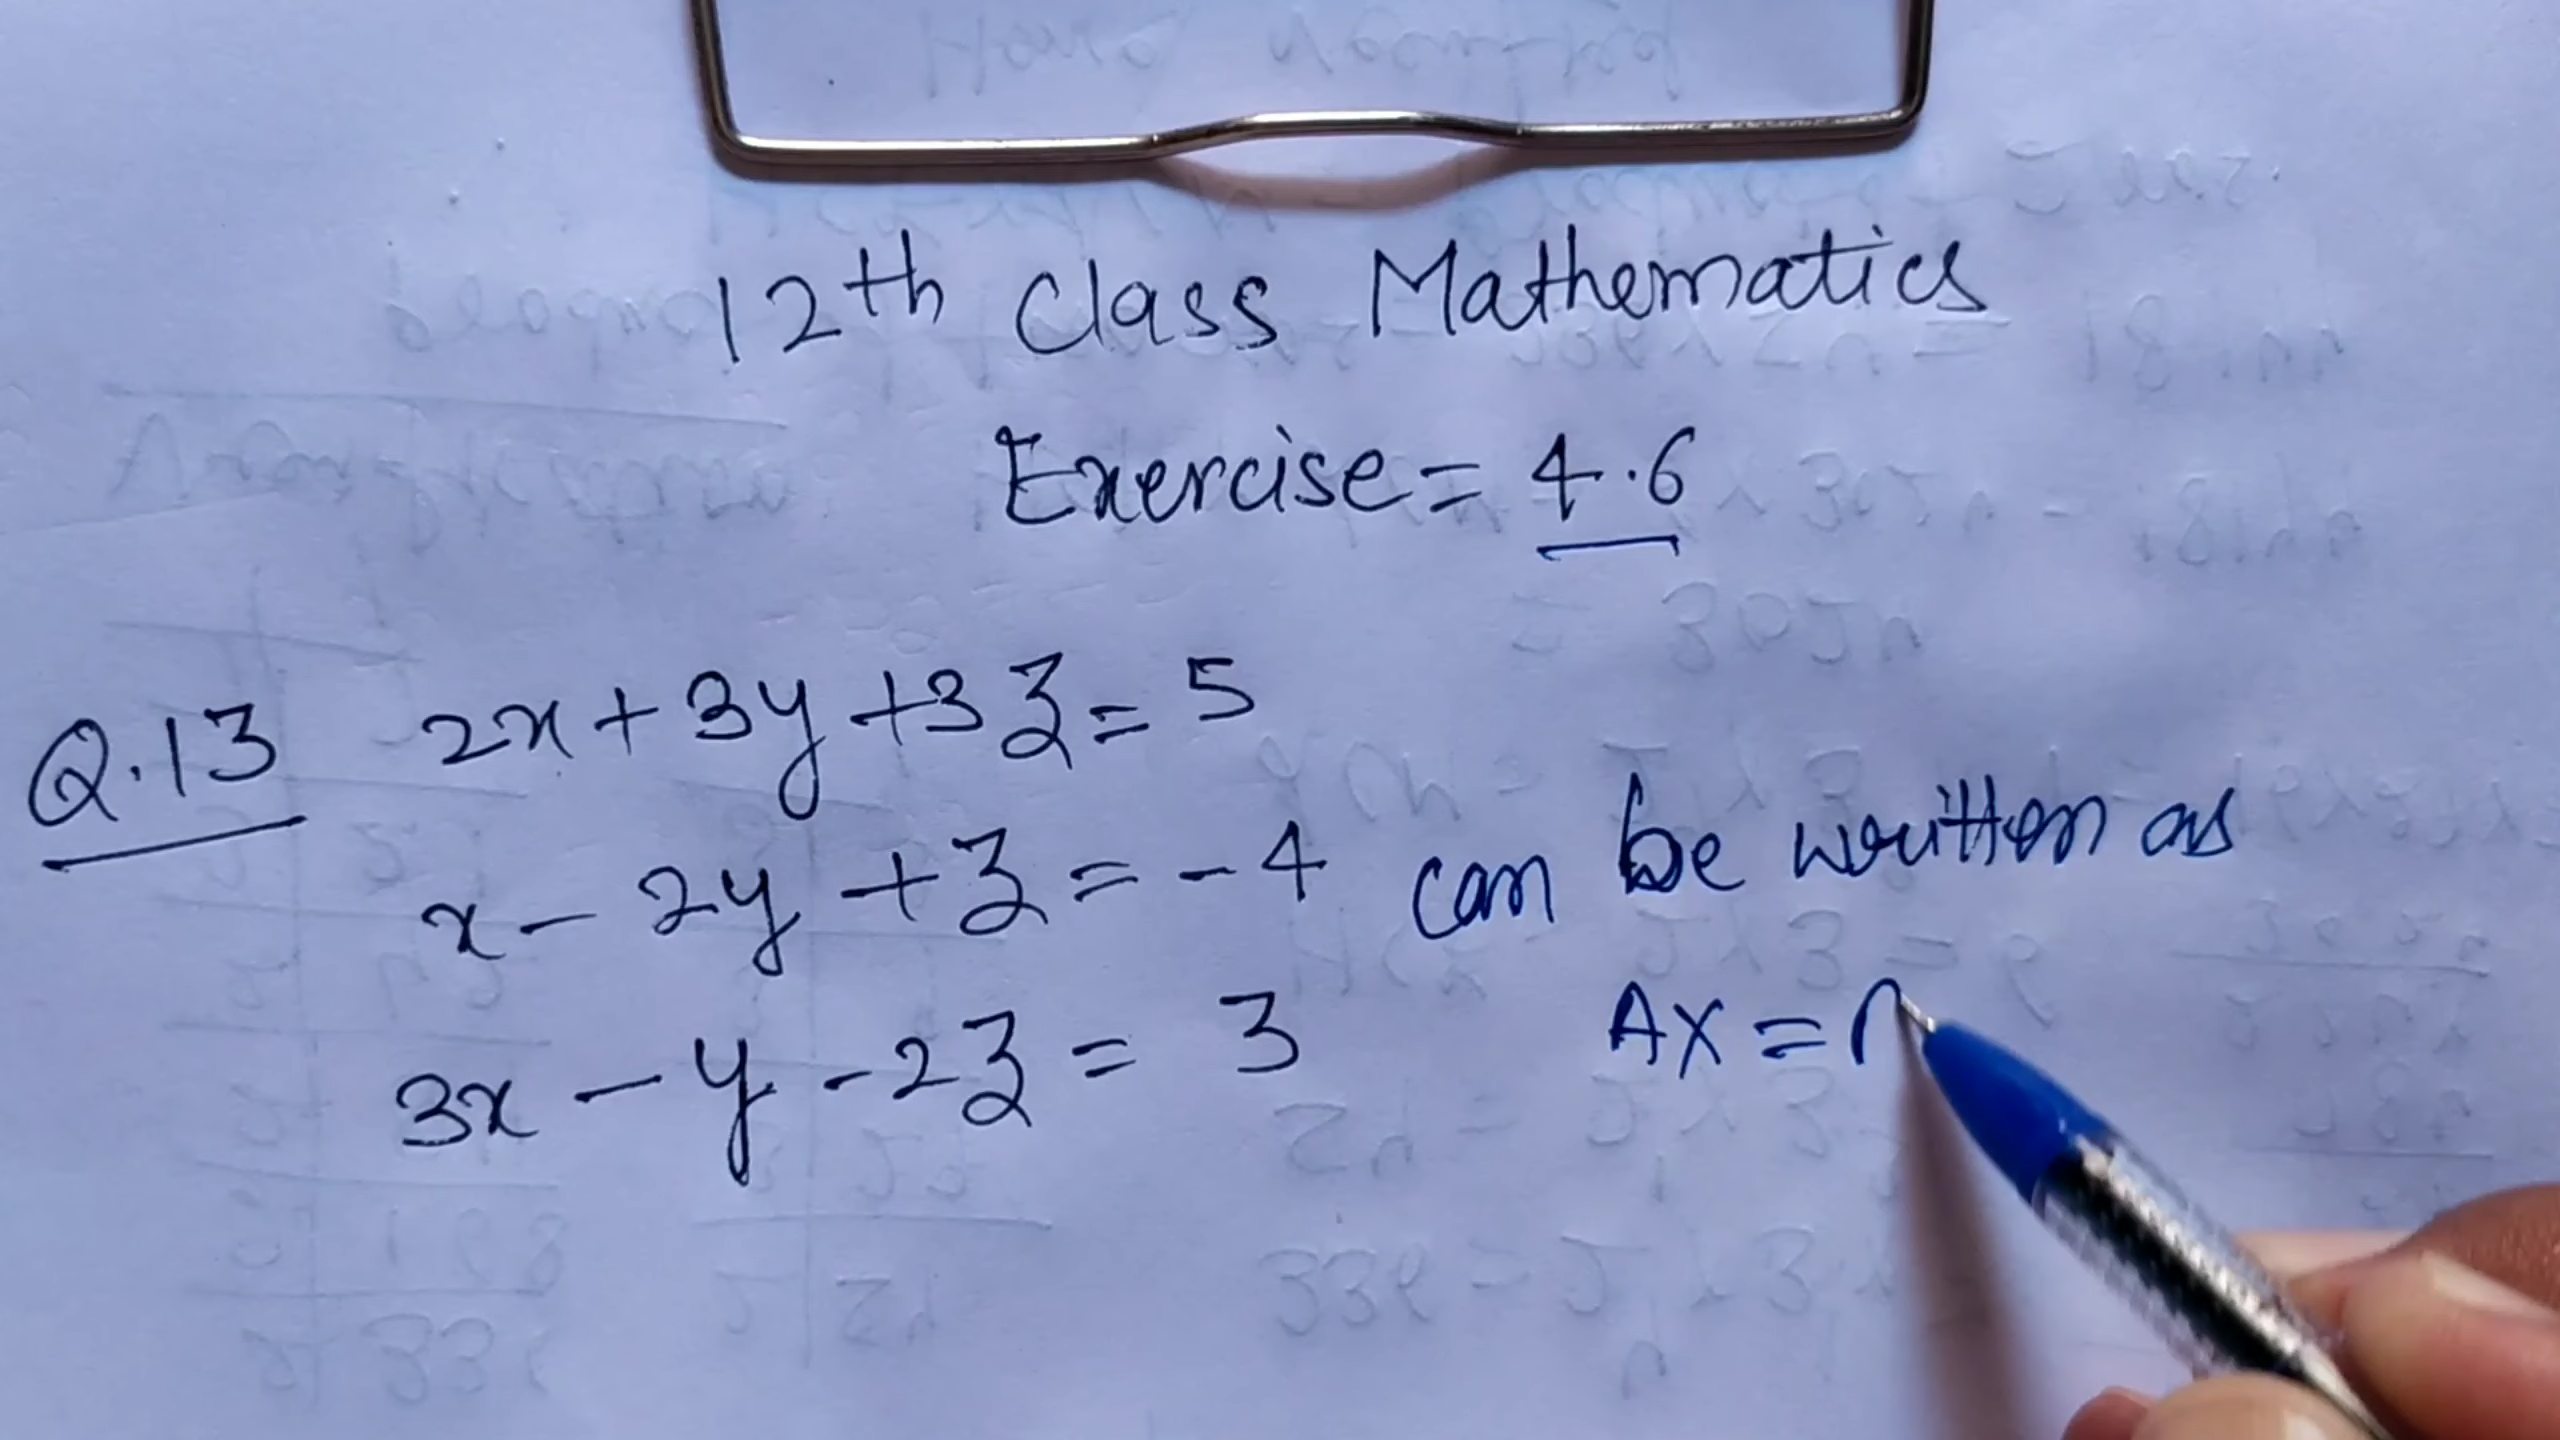 12th Class Mathematics
Exercise = 4.6
Q.13 2x + 3y + 3z = 5
x - 2y + z = -4 can be written as
3x - y - 2z = 3 AX =